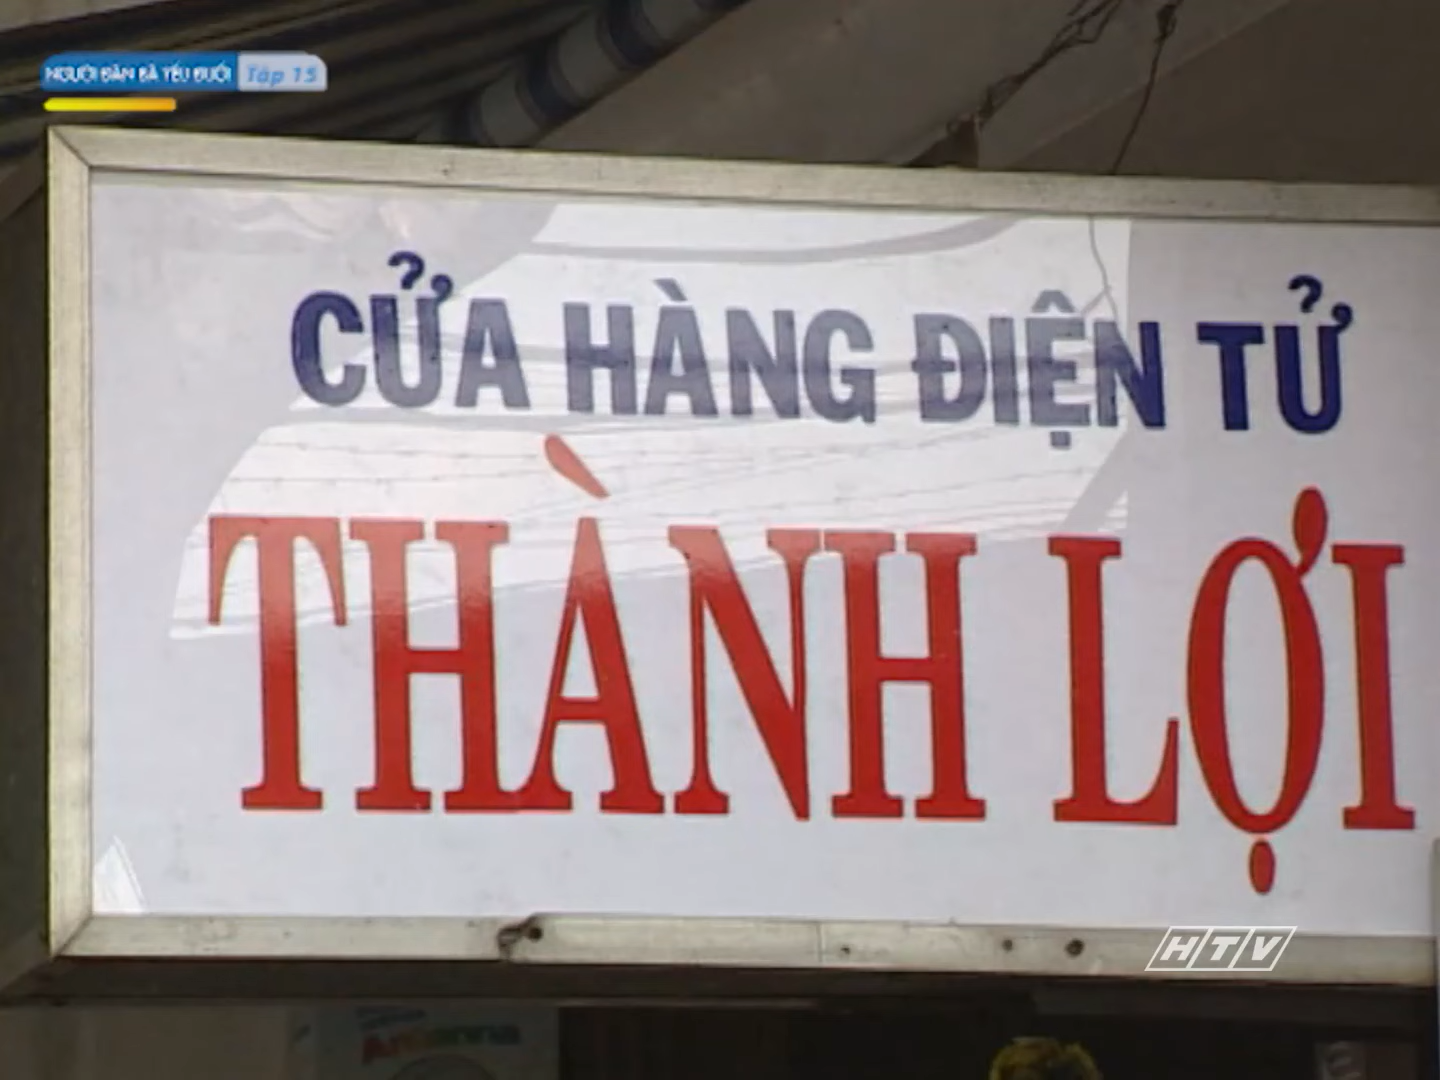 NGƯỜI ĐÀN BÀ YẾU ĐUỐI Tập 15
CỬA HÀNG ĐIỆN TỬ
THÀNH LỢI
HTV